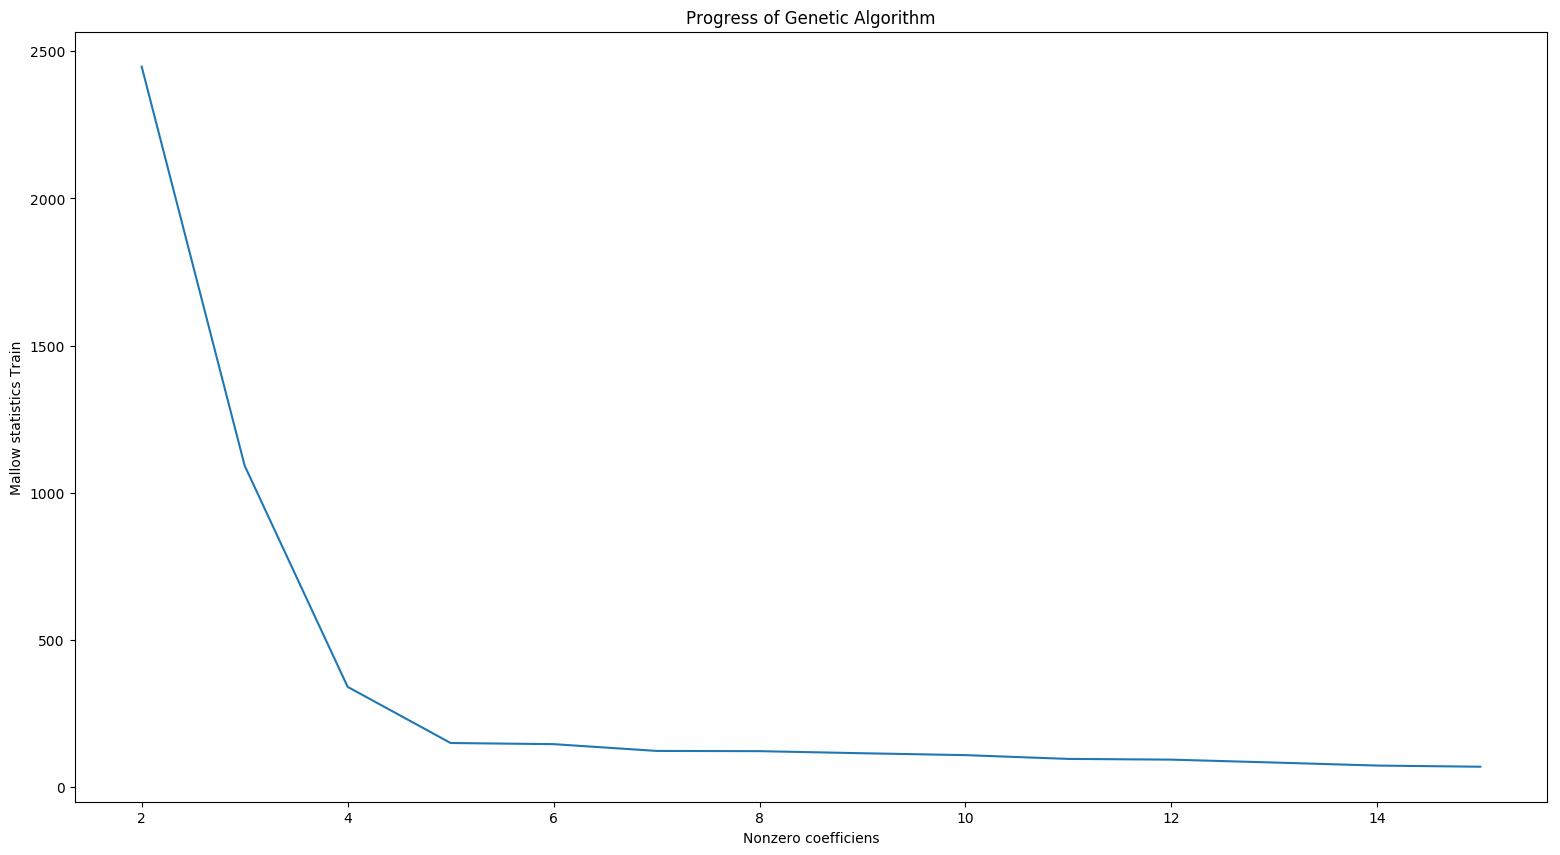 Progress of Genetic Algorithm
2500
2000
1500
1000
500
0
Mallow statistics Train
2 4 6 8 10 12 14
Nonzero coefficiens